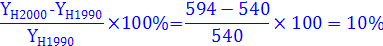 (Y_H2000 - Y_H1990)/Y_H1990 ×100%= (594 − 540)/540 × 100 = 10%